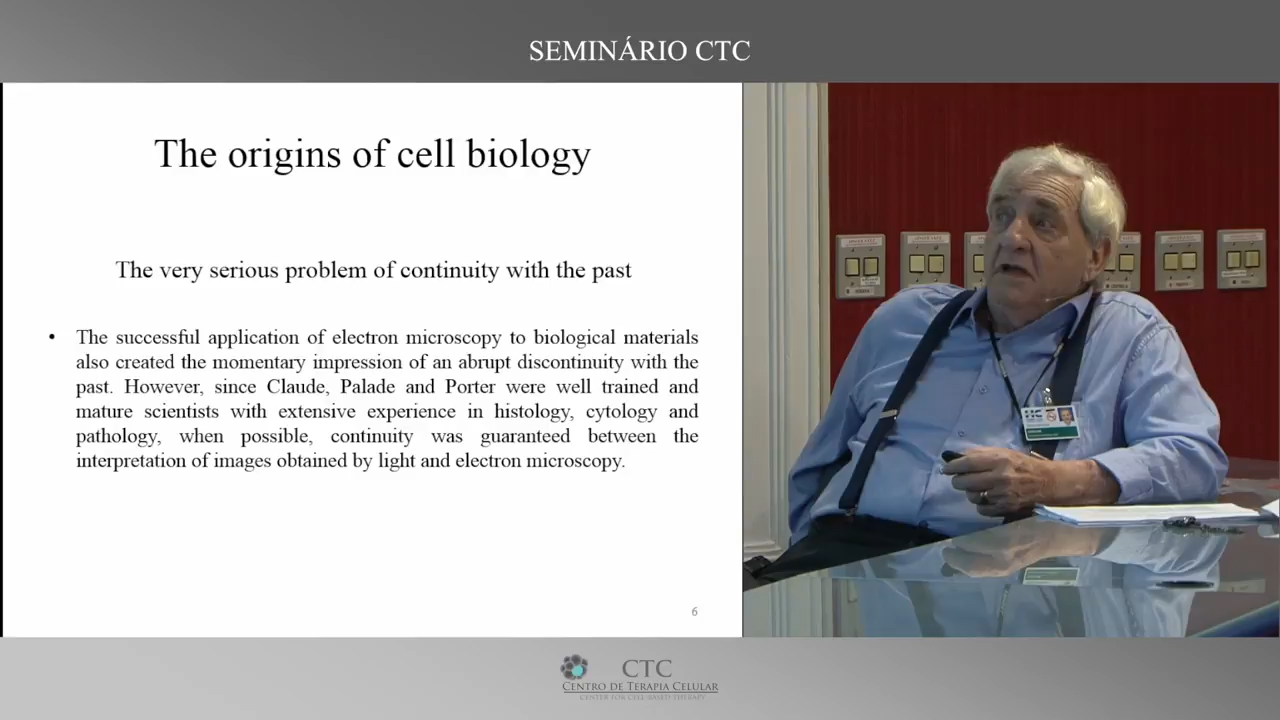 SEMINÁRIO CTC
The origins of cell biology
The very serious problem of continuity with the past
• The successful application of electron microscopy to biological materials
also created the momentary impression of an abrupt discontinuity with the
past. However, since Claude, Palade and Porter were well trained and
mature scientists with extensive experience in histology, cytology and
pathology, when possible, continuity was guaranteed between the
interpretation of images obtained by light and electron microscopy.
6
CTC
CENTRO DE TERAPIA CELULAR
CENTER FOR CELL-BASED THERAPY